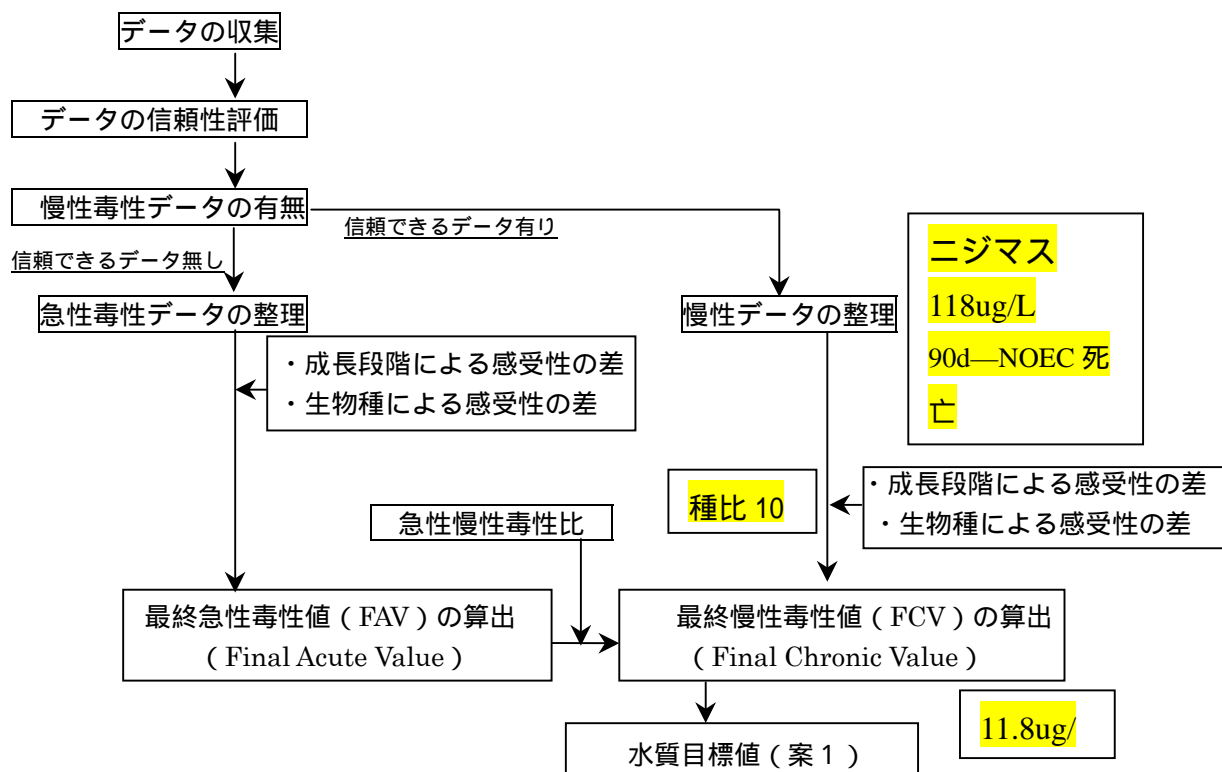 データの収集
データの信頼性評価
慢性毒性データの有無
信頼できるデータ有り
信頼できるデータ無し
急性毒性データの整理
慢性データの整理
ニジマス
118ug/L
90d—NOEC 死
亡
・成長段階による感受性の差
・生物種による感受性の差
種比 10
・成長段階による感受性の差
・生物種による感受性の差
急性慢性毒性比
最終急性毒性値（FAV）の算出
（Final Acute Value）
最終慢性毒性値（FCV）の算出
（Final Chronic Value）
11.8ug/
水質目標値（案１）